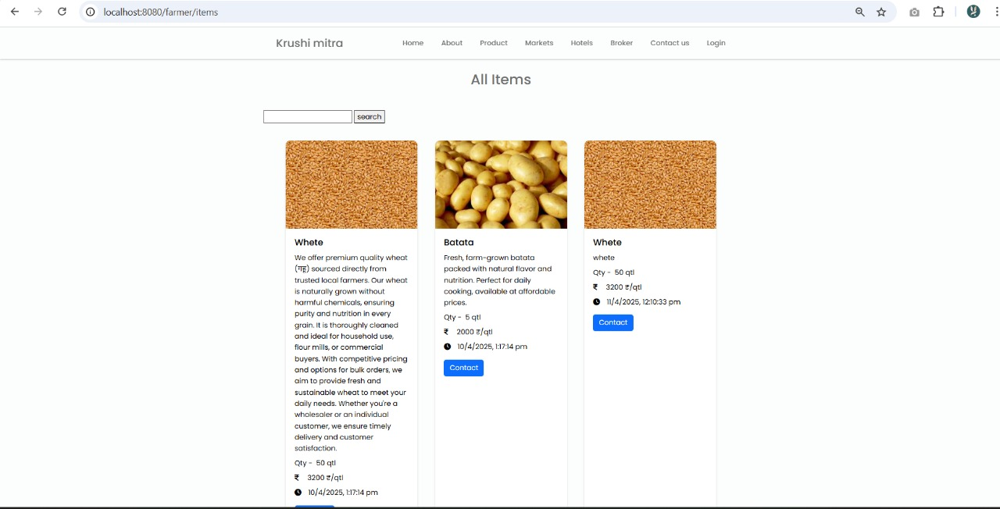 localhost:8080/farmer/items
Krushi mitra Home About Product Markets Hotels Broker Contact us Login
All Items
search
Whete
We offer premium quality wheat
(गहू) sourced directly from
trusted local farmers. Our wheat
is naturally grown without
harmful chemicals, ensuring
purity and nutrition in every
grain. It is thoroughly cleaned
and ideal for household use,
flour mills, or commercial
buyers. With competitive pricing
and options for bulk orders, we
aim to provide fresh and
sustainable wheat to meet your
daily needs. Whether you're a
wholesaler or an individual
customer, we ensure timely
delivery and customer
satisfaction.
Qty - 50 qtl
₹ 3200 ₹/qtl
10/4/2025, 1:17:14 pm
Batata
Fresh, farm-grown batata
packed with natural flavor and
nutrition. Perfect for daily
cooking, available at affordable
prices.
Qty - 5 qtl
₹ 2000 ₹/qtl
10/4/2025, 1:17:14 pm
Contact
Whete
whete
Qty - 50 qtl
₹ 3200 ₹/qtl
11/4/2025, 12:10:33 pm
Contact